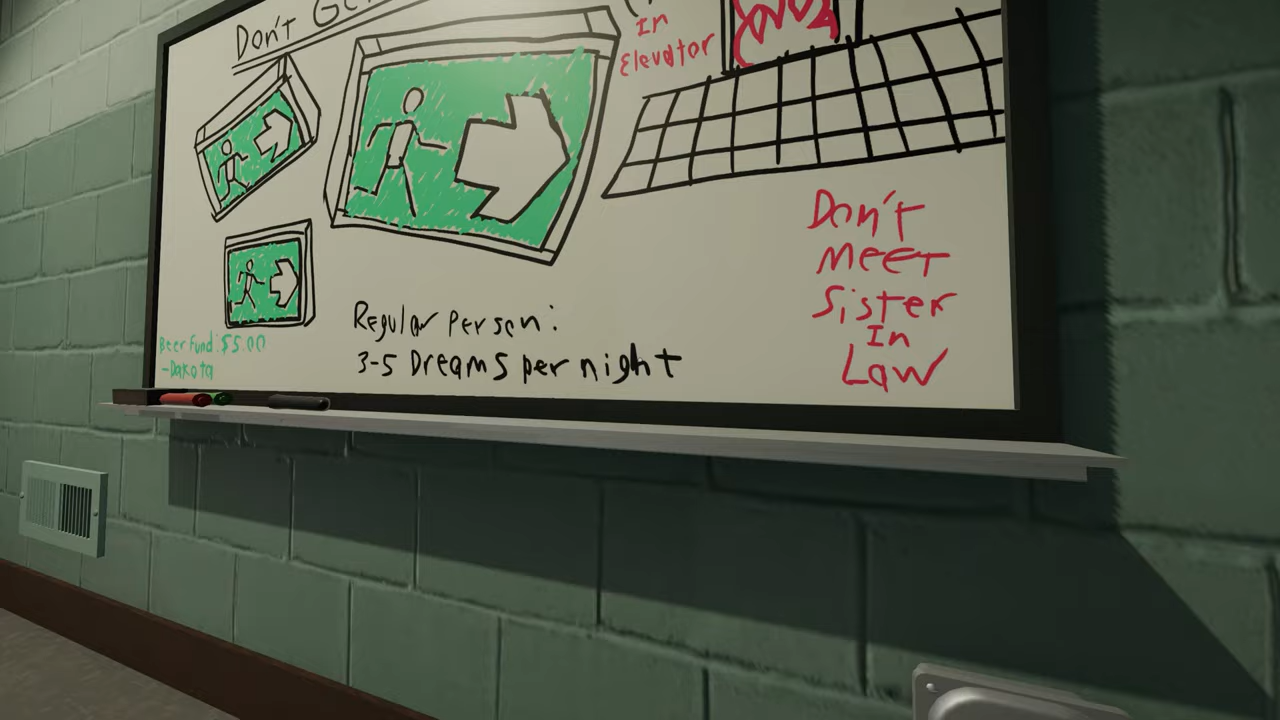 Don't
In
Elevator
Don't
Meet
Sister
In
Law
Regular Person:
3-5 Dreams per night
Beer Fund: $5.00
-Dakota